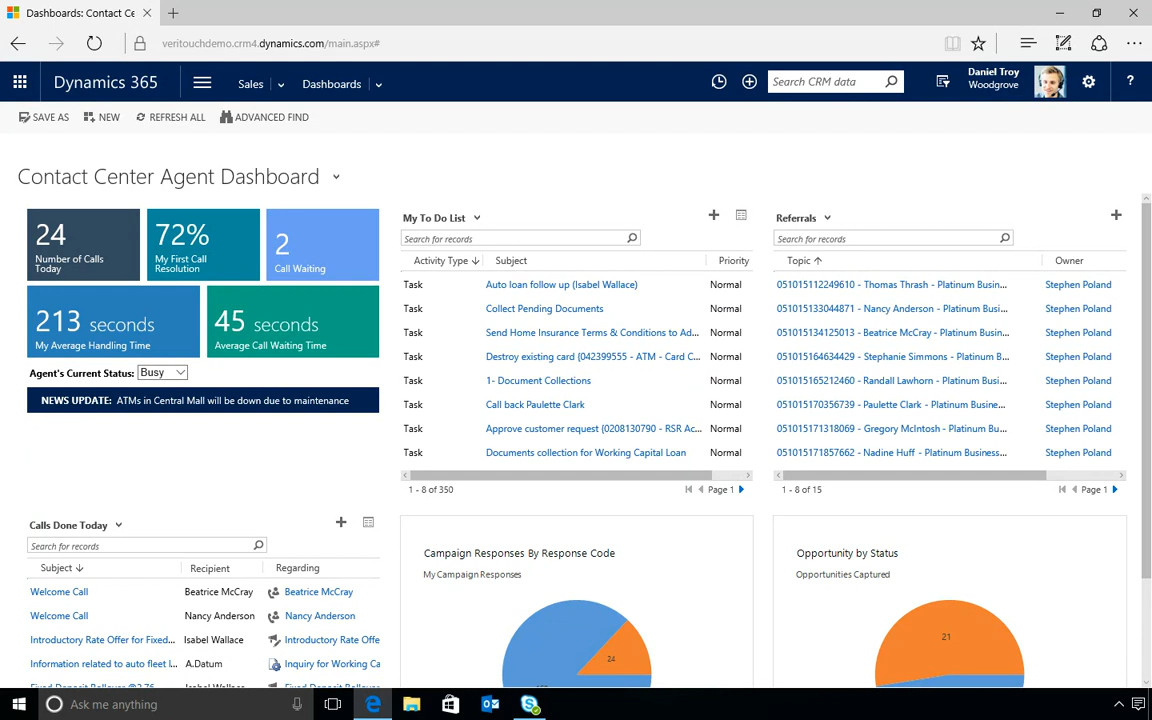 Dashboards: Contact Ce
veritouchdemo.crm4.dynamics.com/main.aspx#
Dynamics 365
Sales
Dashboards
Search CRM data
Daniel Troy
Woodgrove
?
SAVE AS
NEW
REFRESH ALL
ADVANCED FIND
Contact Center Agent Dashboard
24
Number of Calls
Today
72%
My First Call
Resolution
2
Call Waiting
213 seconds
My Average Handling Time
45 seconds
Average Call Waiting Time
Agent's Current Status: Busy
NEWS UPDATE: ATMs in Central Mall will be down due to maintenance
My To Do List
Search for records
Activity Type Subject Priority
Task Auto loan follow up (Isabel Wallace) Normal
Task Collect Pending Documents Normal
Task Send Home Insurance Terms & Conditions to Ad... Normal
Task Destroy existing card (042399555 - ATM - Card C... Normal
Task 1- Document Collections Normal
Task Call back Paulette Clark Normal
Task Approve customer request (0208130790 - RSR Ac... Normal
Task Documents collection for Working Capital Loan Normal
1 - 8 of 350 Page 1
Referrals
Search for records
Topic Owner
051015112249610 - Thomas Thrash - Platinum Busin... Stephen Poland
051015133044871 - Nancy Anderson - Platinum Busi... Stephen Poland
051015134125013 - Beatrice McCray - Platinum Busi... Stephen Poland
051015164634429 - Stephanie Simmons - Platinum B... Stephen Poland
051015165212460 - Randall Lawhorn - Platinum Busi... Stephen Poland
051015170356739 - Paulette Clark - Platinum Busine... Stephen Poland
051015171318069 - Gregory McIntosh - Platinum Bu... Stephen Poland
051015171857662 - Nadine Huff - Platinum Business... Stephen Poland
1 - 8 of 15 Page 1
Calls Done Today
Search for records
Subject Recipient Regarding
Welcome Call Beatrice McCray Beatrice McCray
Welcome Call Nancy Anderson Nancy Anderson
Introductory Rate Offer for Fixed... Isabel Wallace Introductory Rate Offe
Information related to auto fleet l... A.Datum Inquiry for Working Ca
Campaign Responses By Response Code
My Campaign Responses
24
Opportunity by Status
Opportunities Captured
21
Ask me anything